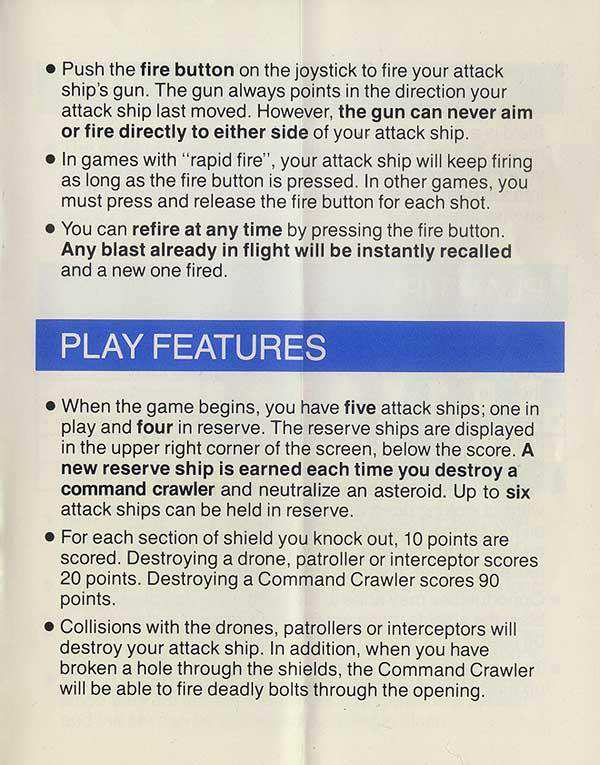 ● Push the fire button on the joystick to fire your attack
ship's gun. The gun always points in the direction your
attack ship last moved. However, the gun can never aim
or fire directly to either side of your attack ship.
● In games with "rapid fire", your attack ship will keep firing
as long as the fire button is pressed. In other games, you
must press and release the fire button for each shot.
● You can refire at any time by pressing the fire button.
Any blast already in flight will be instantly recalled
and a new one fired.
PLAY FEATURES
● When the game begins, you have five attack ships; one in
play and four in reserve. The reserve ships are displayed
in the upper right corner of the screen, below the score. A
new reserve ship is earned each time you destroy a
command crawler and neutralize an asteroid. Up to six
attack ships can be held in reserve.
● For each section of shield you knock out, 10 points are
scored. Destroying a drone, patroller or interceptor scores
20 points. Destroying a Command Crawler scores 90
points.
● Collisions with the drones, patrollers or interceptors will
destroy your attack ship. In addition, when you have
broken a hole through the shields, the Command Crawler
will be able to fire deadly bolts through the opening.